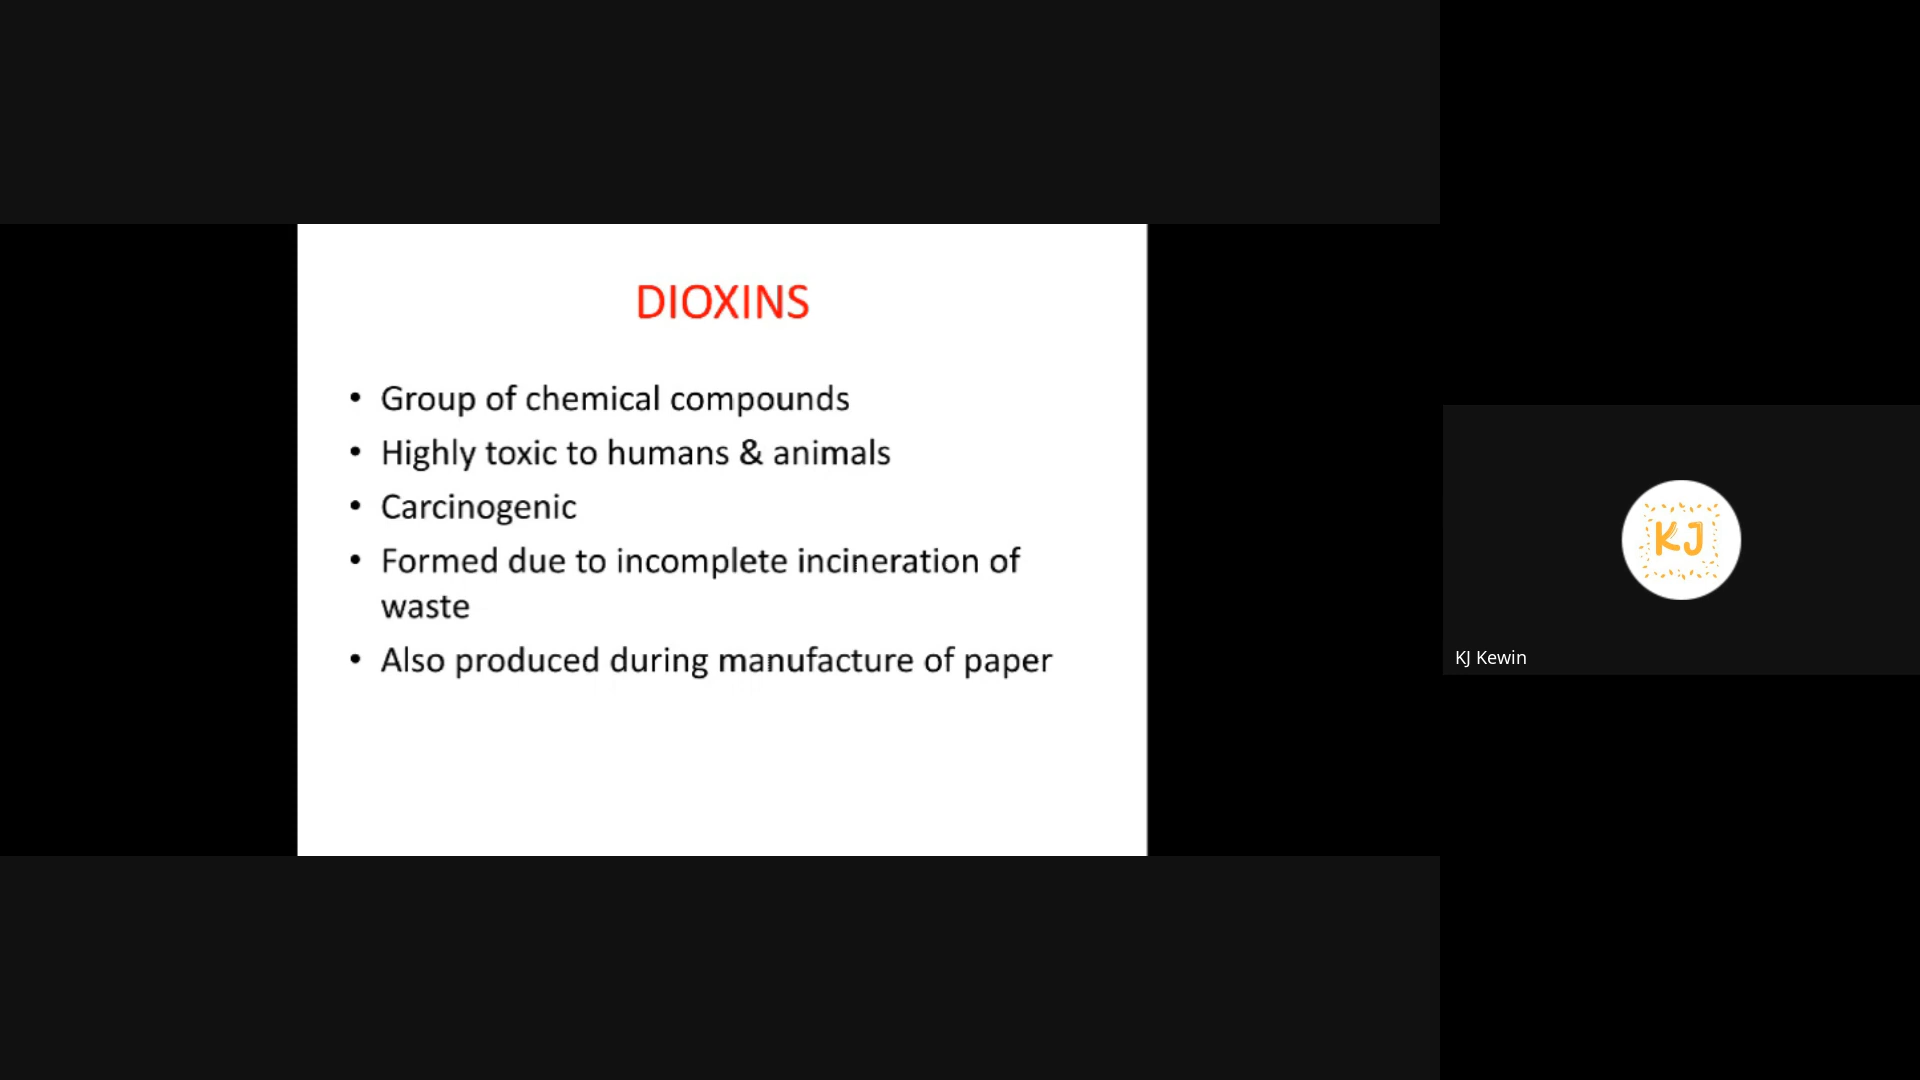 DIOXINS
• Group of chemical compounds
• Highly toxic to humans & animals
• Carcinogenic
• Formed due to incomplete incineration of
waste
• Also produced during manufacture of paper
KJ
KJ Kewin